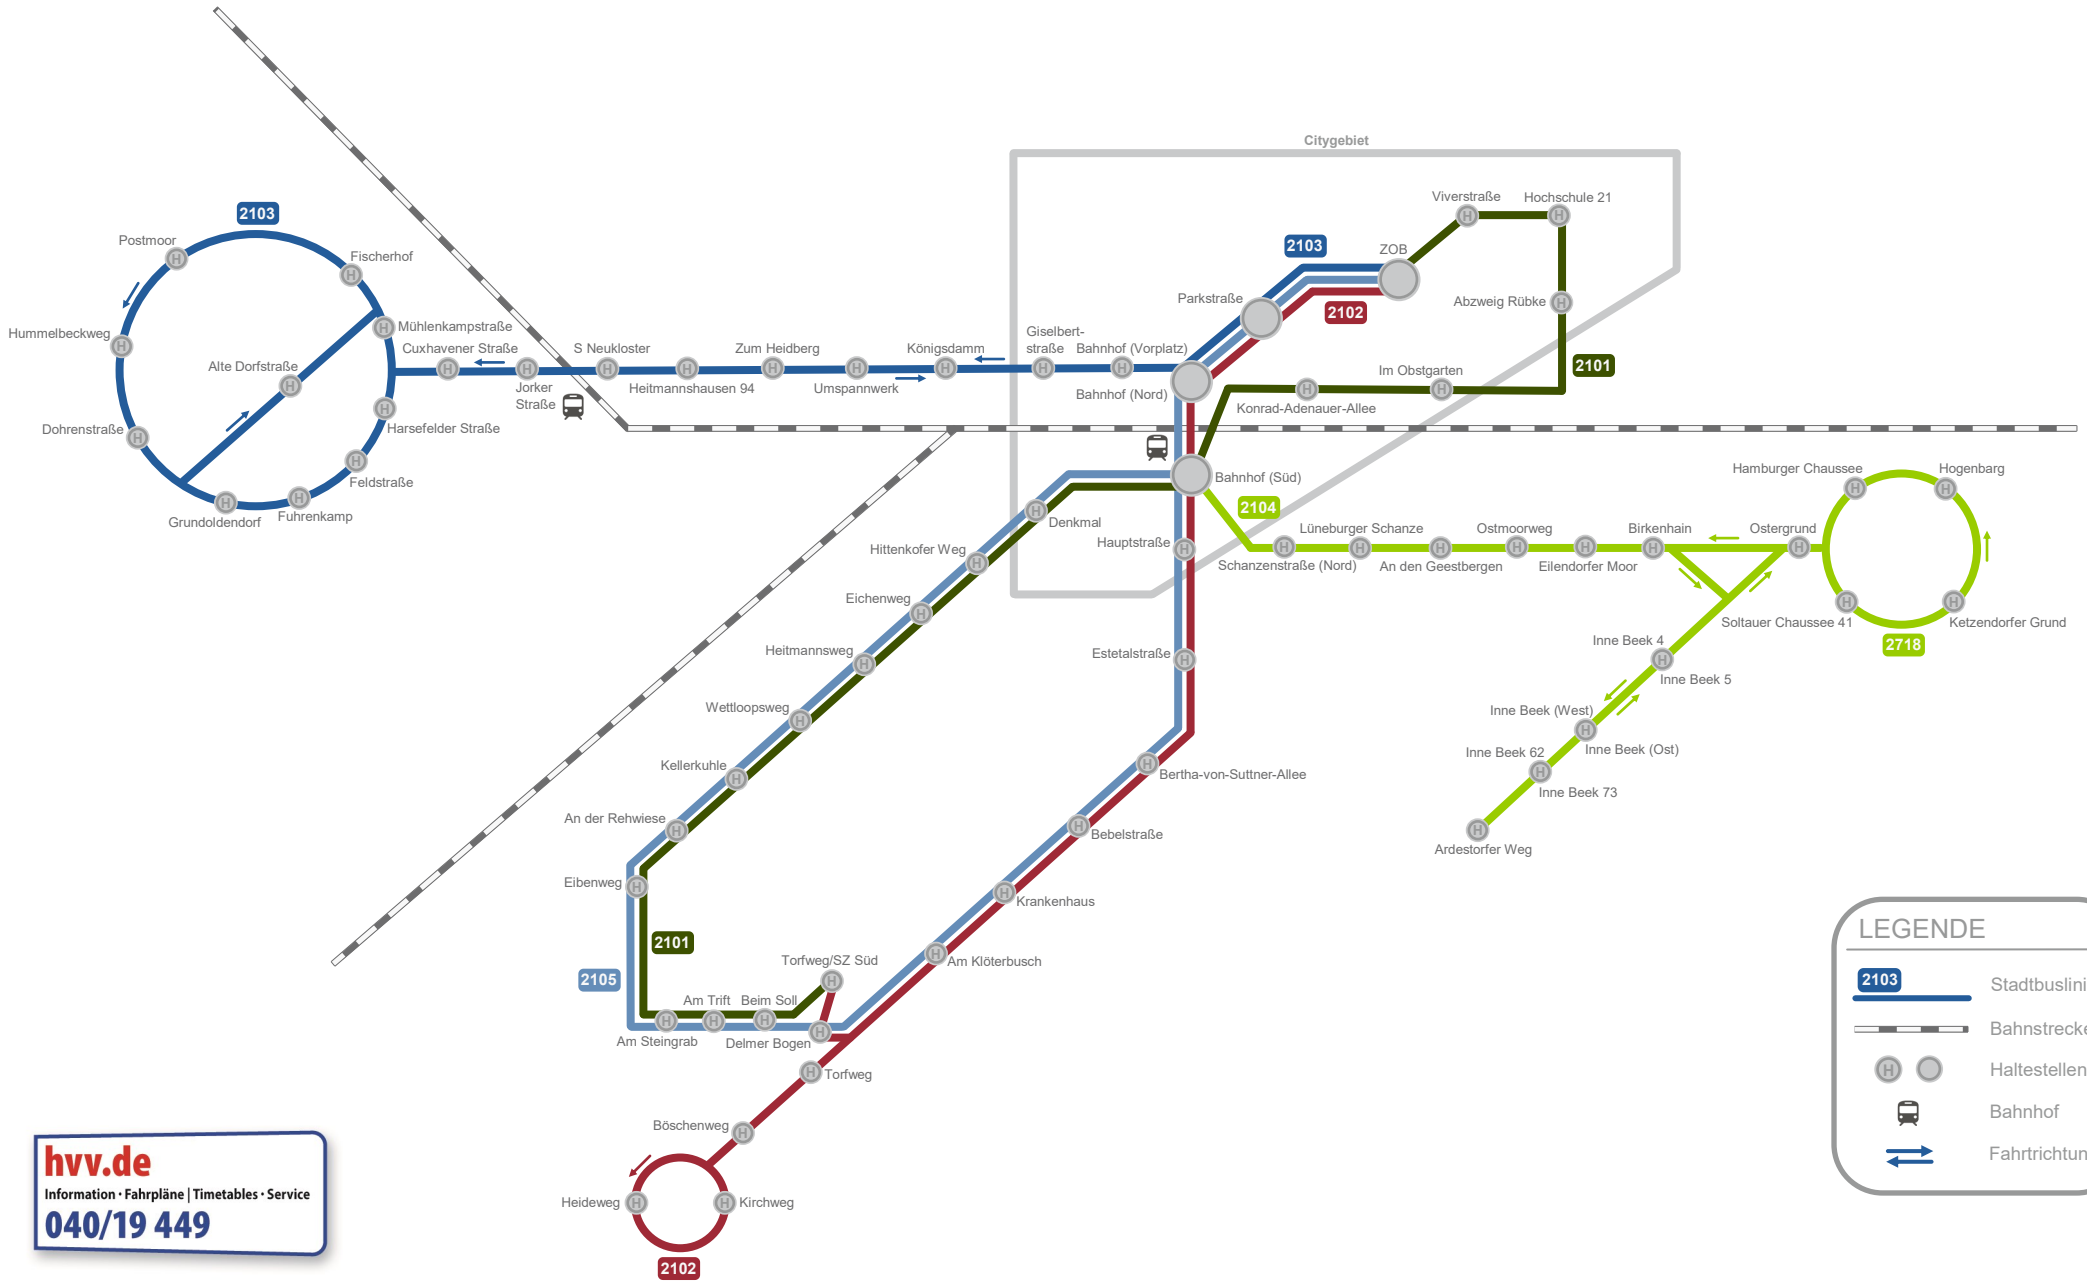 Citygebiet
Viverstraße
Hochschule 21
2103
Postmoor
Fischerhof
2103
ZOB
Parkstraße
2102
Abzweig Rübke
Hummelbeckweg
Mühlenkampstraße
Cuxhavener Straße
Alte Dorfstraße
Jorker
Straße
S Neukloster
Heitmannshausen 94
Zum Heidberg
Umspannwerk
Königsdamm
Giselbert-
straße
Bahnhof (Vorplatz)
Bahnhof (Nord)
Im Obstgarten
2101
Konrad-Adenauer-Allee
Dohrenstraße
Harsefelder Straße
Feldstraße
Fuhrenkamp
Grundoldendorf
Bahnhof (Süd)
2104
Denkmal
Hauptstraße
Hittenkofer Weg
Lüneburger Schanze
Ostmoorweg
Birkenhain
Ostergrund
Hamburger Chaussee
Hogenbarg
Schanzenstraße (Nord)
An den Geestbergen
Eilendorfer Moor
Eichenweg
Soltauer Chaussee 41
Ketzendorfer Grund
2718
Heitmannsweg
Estetalstraße
Inne Beek 4
Inne Beek 5
Wettloopsweg
Inne Beek (West)
Inne Beek (Ost)
Kellerkuhle
Bertha-von-Suttner-Allee
Inne Beek 62
Inne Beek 73
An der Rehwiese
Bebelstraße
Ardestorfer Weg
Eibenweg
Krankenhaus
2101
2105
Torfweg/SZ Süd
Am Klöterbusch
Am Trift
Beim Soll
Am Steingrab
Delmer Bogen
Torfweg
Böschenweg
Heideweg
Kirchweg
2102
LEGENDE
2103
Stadtbuslini
Bahnstrecke
Haltestellen
Bahnhof
Fahrtrichtun
hvv.de
Information · Fahrpläne | Timetables · Service
040/19 449